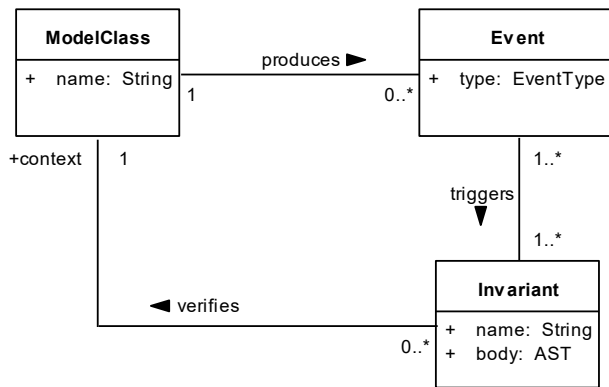 ModelClass
+ name: String
produces ►
1
0..*
Event
+ type: EventType
+context
1
1..*
triggers
▼
1..*
◄ verifies
0..*
Invariant
+ name: String
+ body: AST